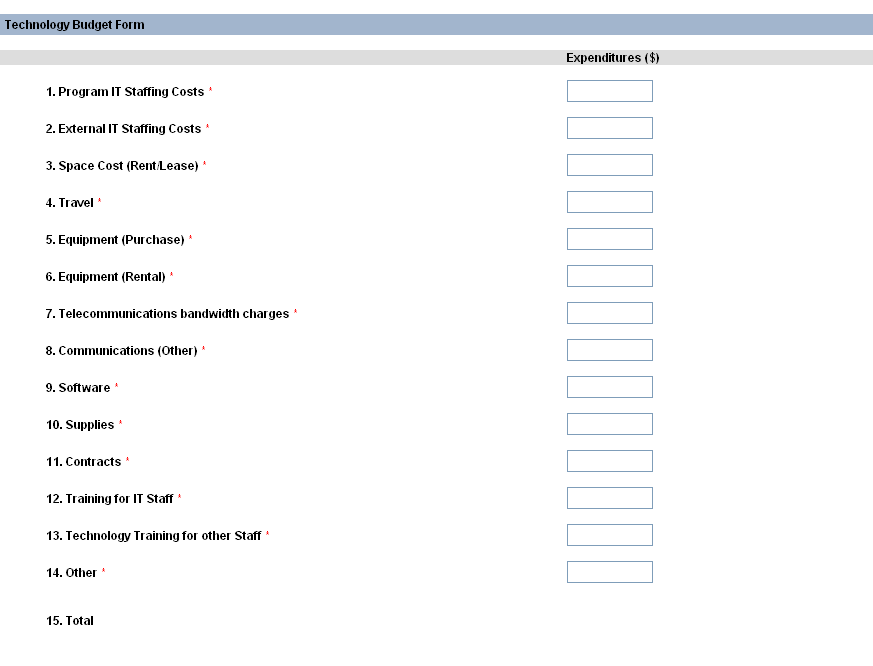 Technology Budget Form
Expenditures ($)
1. Program IT Staffing Costs *
2. External IT Staffing Costs *
3. Space Cost (Rent/Lease) *
4. Travel *
5. Equipment (Purchase) *
6. Equipment (Rental) *
7. Telecommunications bandwidth charges *
8. Communications (Other) *
9. Software *
10. Supplies *
11. Contracts *
12. Training for IT Staff *
13. Technology Training for other Staff *
14. Other *
15. Total